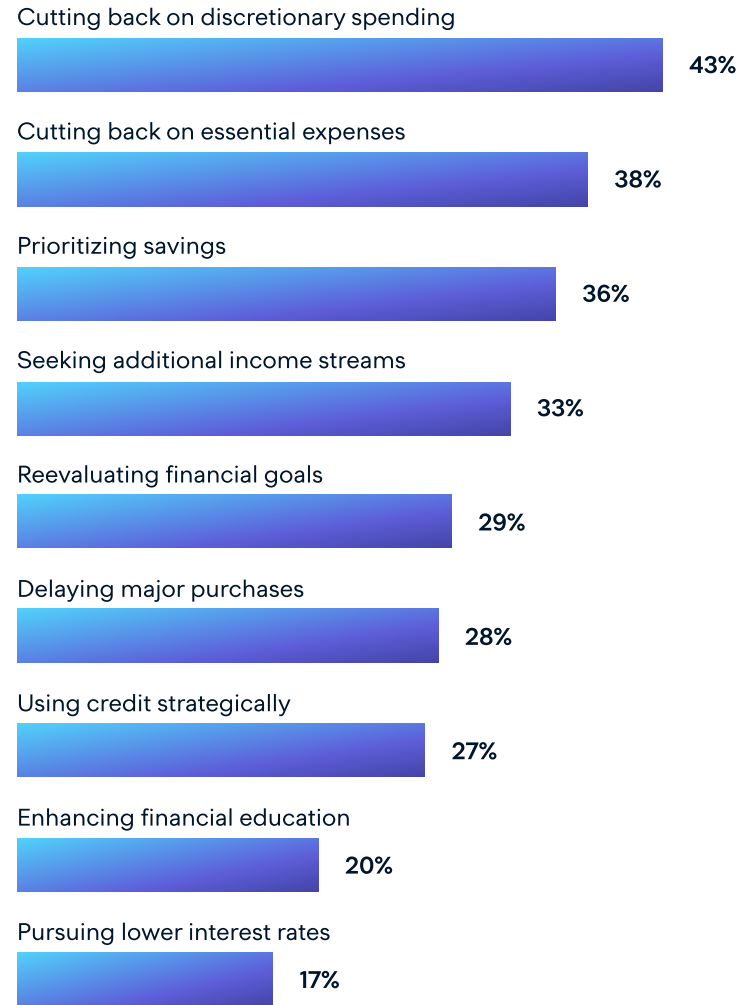 Cutting back on discretionary spending
43%
Cutting back on essential expenses
38%
Prioritizing savings
36%
Seeking additional income streams
33%
Reevaluating financial goals
29%
Delaying major purchases
28%
Using credit strategically
27%
Enhancing financial education
20%
Pursuing lower interest rates
17%